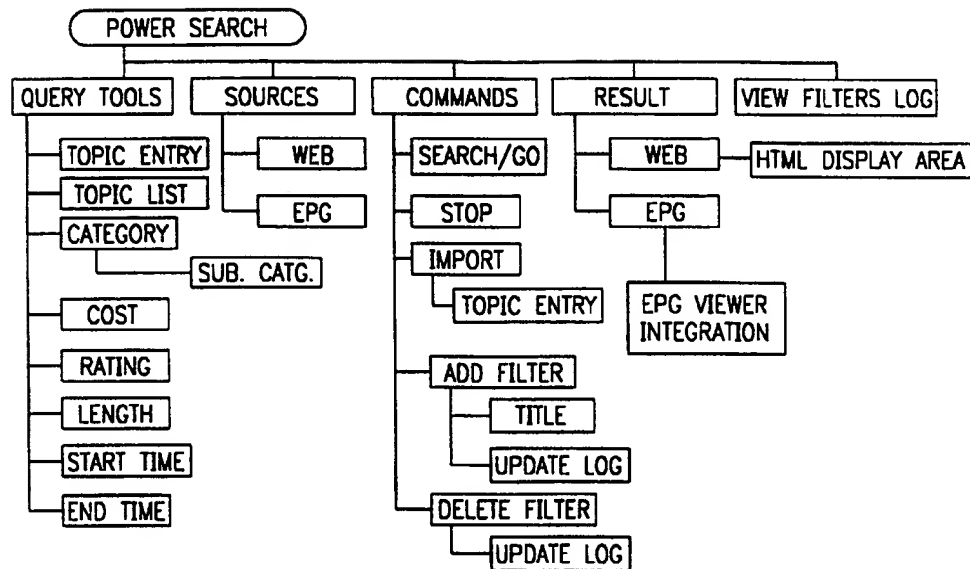 POWER SEARCH
QUERY TOOLS
SOURCES
COMMANDS
RESULT
VIEW FILTERS LOG
TOPIC ENTRY
TOPIC LIST
CATEGORY
SUB. CATG.
COST
RATING
LENGTH
START TIME
END TIME
WEB
EPG
SEARCH/GO
STOP
IMPORT
TOPIC ENTRY
ADD FILTER
TITLE
UPDATE LOG
DELETE FILTER
UPDATE LOG
WEB
HTML DISPLAY AREA
EPG
EPG VIEWER
INTEGRATION